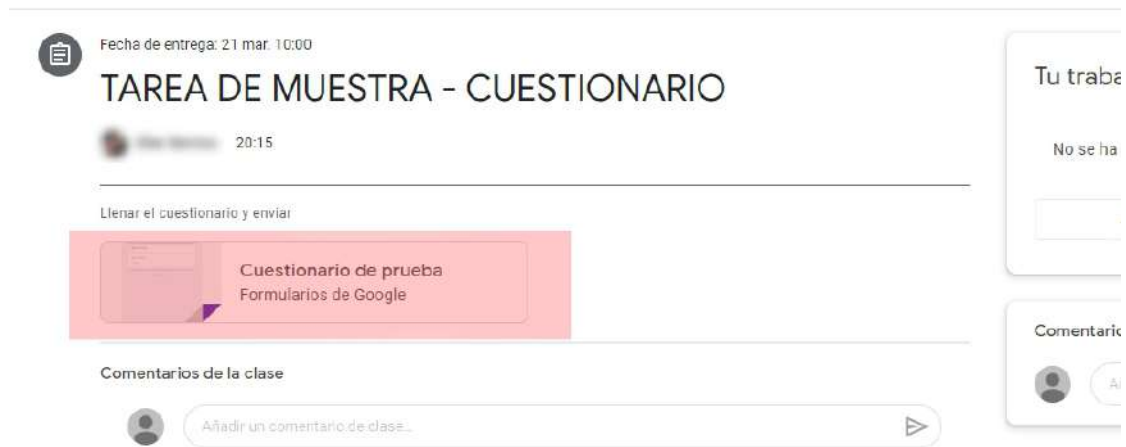 Fecha de entrega: 21 mar. 10:00
TAREA DE MUESTRA - CUESTIONARIO
20:15
Llenar el cuestionario y enviar
Cuestionario de prueba
Formularios de Google
Comentarios de la clase
Añadir un comentario de clase...
Tu traba
No se ha
Comentario